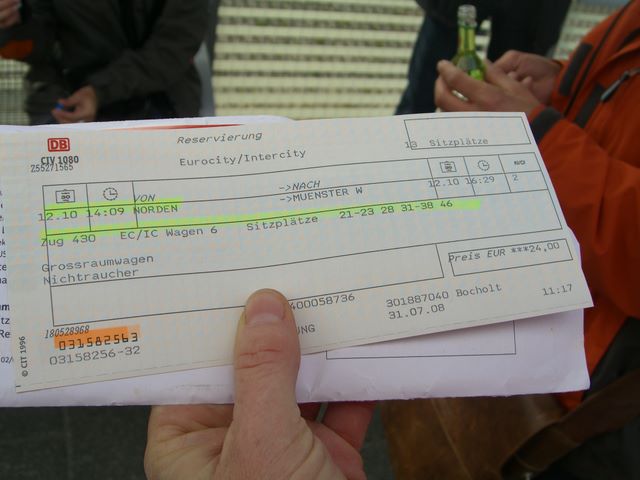 DB
CIV 1080
Z55271565
Reservierung
Eurocity/Intercity
13 Sitzplätze
VON ->NACH
12.10 14:09 NORDEN ->MUENSTER W 12.10 16:29 2
Zug 430 EC/IC Wagen 6 Sitzplätze 21-23 28 31-38 46
Grossraumwagen
Nichtraucher
Preis EUR ***24,00
400058736 301887040 Bocholt 11:17
31.07.08
180528968
031582563
03158256-32
© CIT 1996